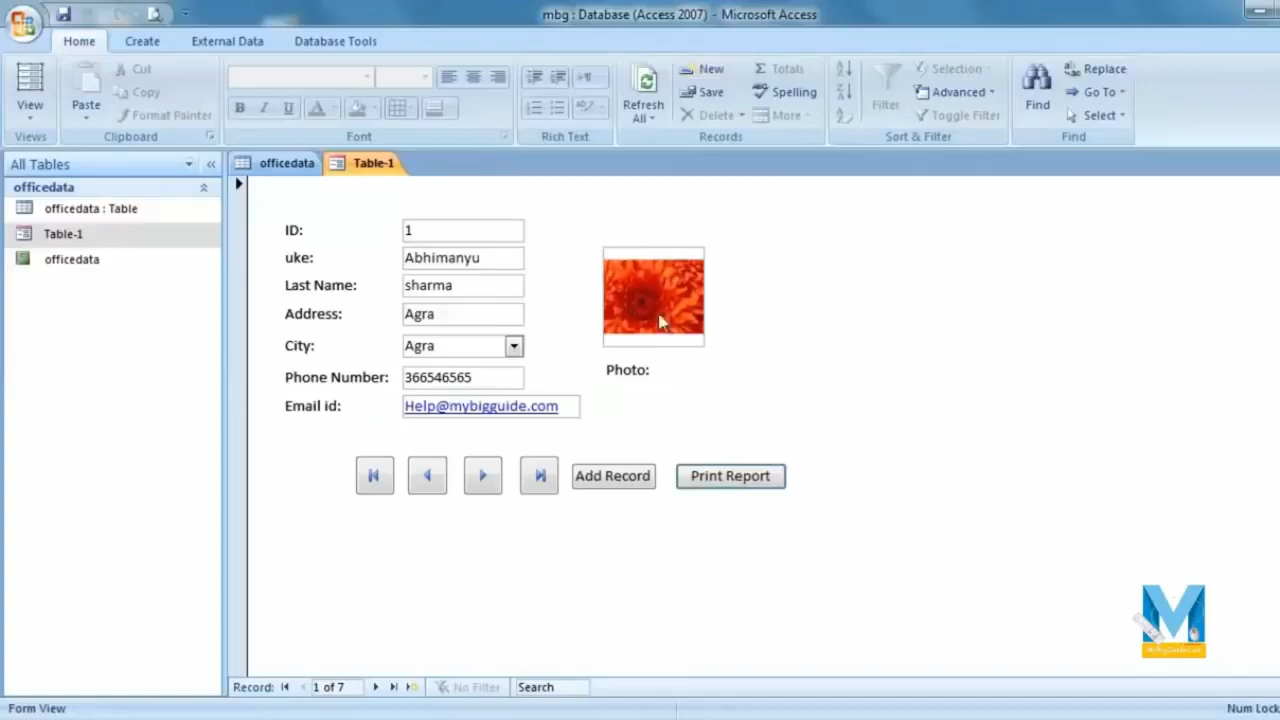 mbg : Database (Access 2007) - Microsoft Access
Home Create External Data Database Tools
View
Views
Paste
Cut
Copy
Format Painter
Clipboard
B I U A
Font
Rich Text
Refresh All
New
Save
Delete
Σ Totals
Spelling
More
Records
Filter
Selection
Advanced
Toggle Filter
Sort & Filter
Find
Replace
Go To
Select
Find
All Tables
officedata
officedata : Table
Table-1
officedata
officedata Table-1
ID: 1
uke: Abhimanyu
Last Name: sharma
Address: Agra
City: Agra
Phone Number: 366546565
Email id: Help@mybigguide.com
Photo:
Add Record Print Report
M
Record: 1 of 7 No Filter Search
Form View Num Lock